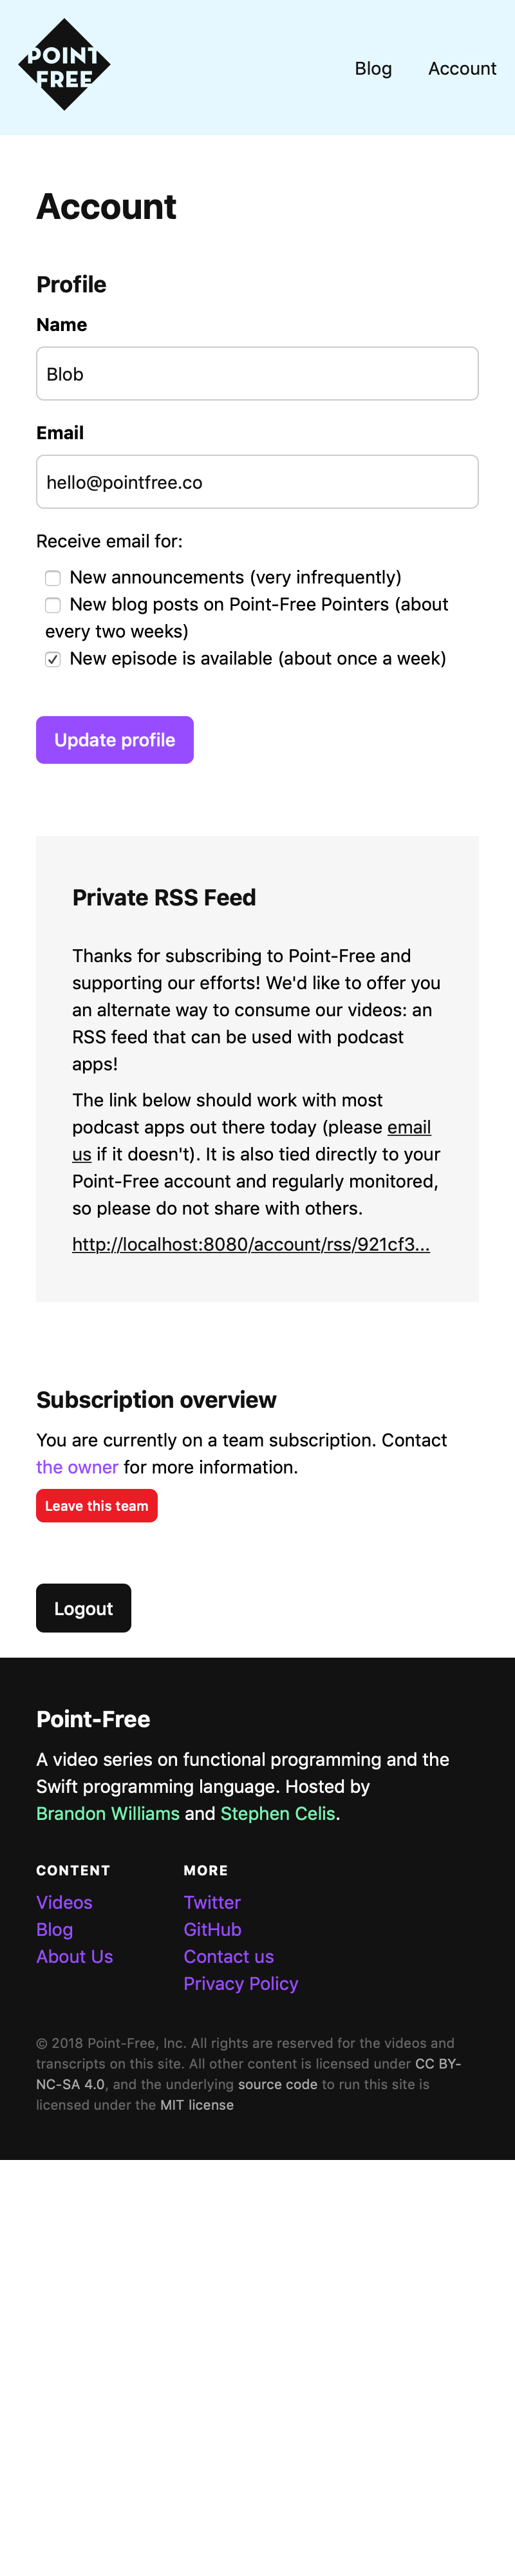 POINT
FREE
Blog Account
Account
Profile
Name
Blob
Email
hello@pointfree.co
Receive email for:
New announcements (very infrequently)
New blog posts on Point-Free Pointers (about
every two weeks)
New episode is available (about once a week)
Update profile
Private RSS Feed
Thanks for subscribing to Point-Free and
supporting our efforts! We'd like to offer you
an alternate way to consume our videos: an
RSS feed that can be used with podcast
apps!
The link below should work with most
podcast apps out there today (please email
us if it doesn't). It is also tied directly to your
Point-Free account and regularly monitored,
so please do not share with others.
http://localhost:8080/account/rss/921cf3...
Subscription overview
You are currently on a team subscription. Contact
the owner for more information.
Leave this team
Logout
Point-Free
A video series on functional programming and the
Swift programming language. Hosted by
Brandon Williams and Stephen Celis.
CONTENT
Videos
Blog
About Us
MORE
Twitter
GitHub
Contact us
Privacy Policy
© 2018 Point-Free, Inc. All rights are reserved for the videos and
transcripts on this site. All other content is licensed under CC BY-
NC-SA 4.0, and the underlying source code to run this site is
licensed under the MIT license